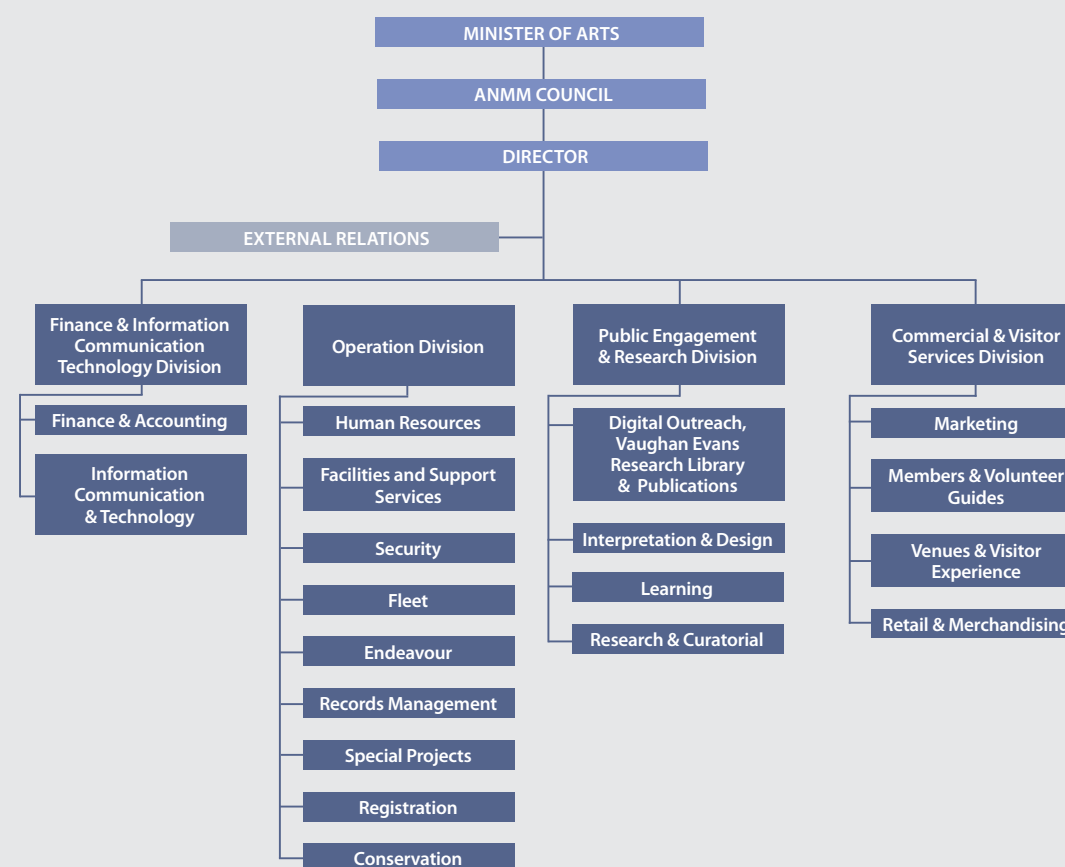 MINISTER OF ARTS
ANMM COUNCIL
DIRECTOR
EXTERNAL RELATIONS
Finance & Information
Communication
Technology Division
Finance & Accounting
Information
Communication
& Technology
Operation Division
Human Resources
Facilities and Support
Services
Security
Fleet
Endeavour
Records Management
Special Projects
Registration
Conservation
Public Engagement
& Research Division
Digital Outreach,
Vaughan Evans
Research Library
& Publications
Interpretation & Design
Learning
Research & Curatorial
Commercial & Visitor
Services Division
Marketing
Members & Volunteer
Guides
Venues & Visitor
Experience
Retail & Merchandising